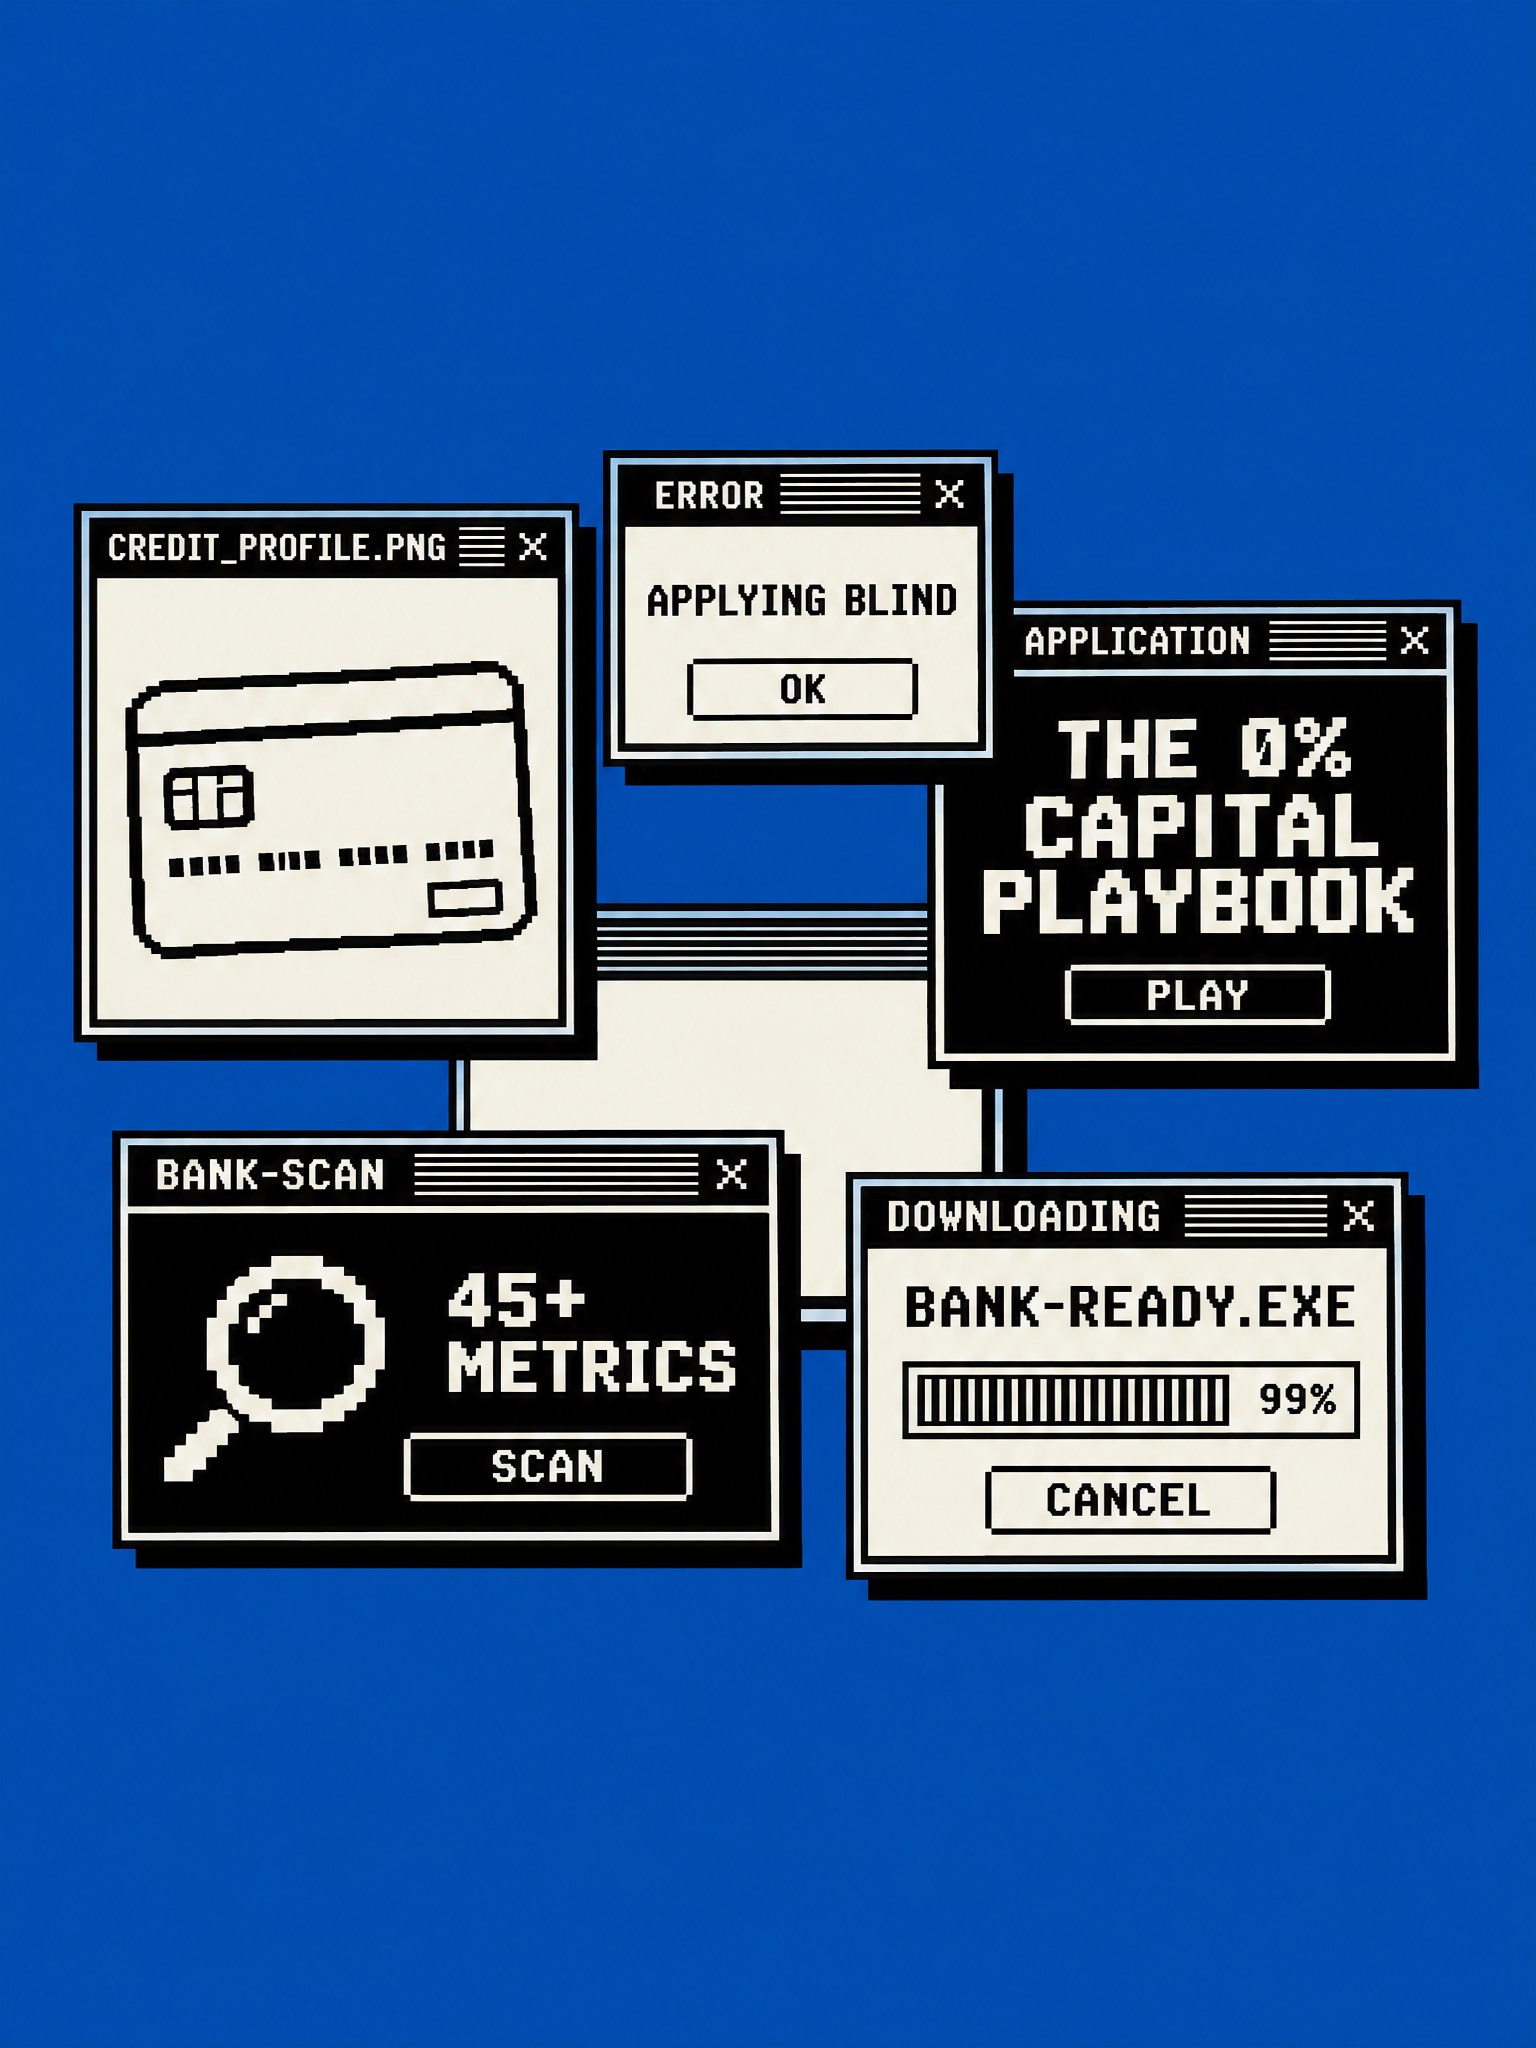 CREDIT_PROFILE.PNG X
ERROR X
APPLYING BLIND
OK
APPLICATION X
THE 0%
CAPITAL
PLAYBOOK
PLAY
BANK-SCAN X
45+
METRICS
SCAN
DOWNLOADING X
BANK-READY.EXE
99%
CANCEL